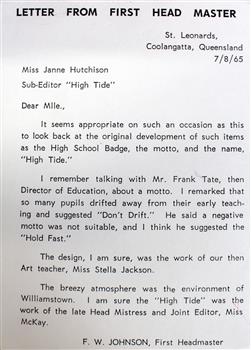 LETTER FROM FIRST HEAD MASTER
St. Leonards,
Coolangatta, Queensland
7/8/65
Miss Janne Hutchison
Sub-Editor "High Tide"
Dear Mlle.,
It seems appropriate on such an occasion as this
to look back at the original development of such items
as the High School Badge, the motto, and the name,
"High Tide."
I remember talking with Mr. Frank Tate, then
Director of Education, about a motto. I remarked that
so many pupils drifted away from their early teach-
ing and suggested "Don't Drift." He said a negative
motto was not suitable, and I think he suggested the
"Hold Fast."
The design, I am sure, was the work of our then
Art teacher, Miss Stella Jackson.
The breezy atmosphere was the environment of
Williamstown. I am sure the "High Tide" was the
work of the late Head Mistress and Joint Editor, Miss
McKay.
F. W. JOHNSON, First Headmaster